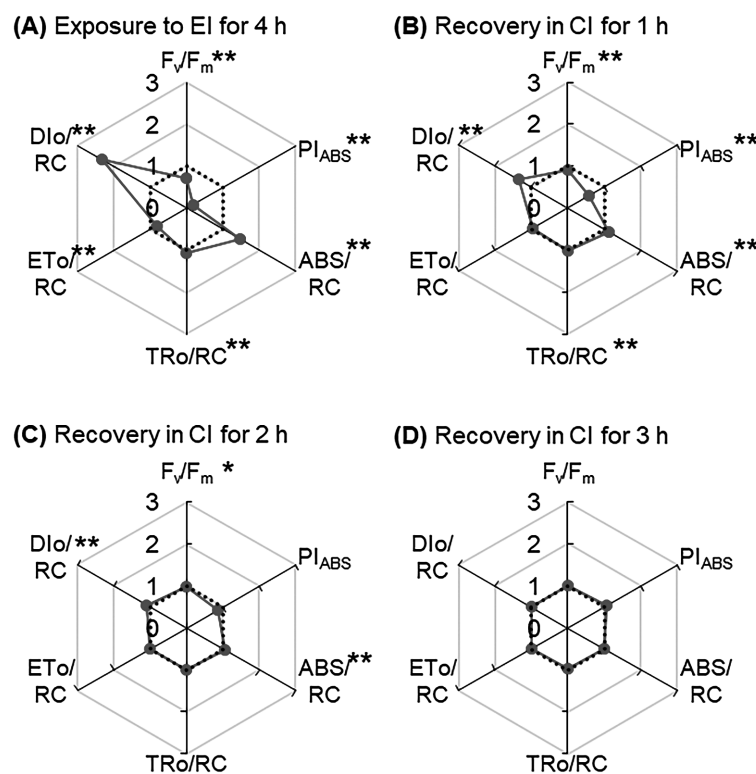 (A) Exposure to EI for 4 h
Fv/Fm**
3
2
1
0
DIo/**
RC
PIABS**
ETo/**
RC
ABS/**
RC
TRo/RC**
(B) Recovery in CI for 1 h
Fv/Fm**
3
2
1
0
DIo/**
RC
PIABS**
ETo/
RC
ABS/**
RC
TRo/RC**
(C) Recovery in CI for 2 h
Fv/Fm *
3
2
1
0
DIo/**
RC
PIABS
ETo/
RC
ABS/**
RC
TRo/RC
(D) Recovery in CI for 3 h
Fv/Fm
3
2
1
0
DIo/
RC
PIABS
ETo/
RC
ABS/
RC
TRo/RC